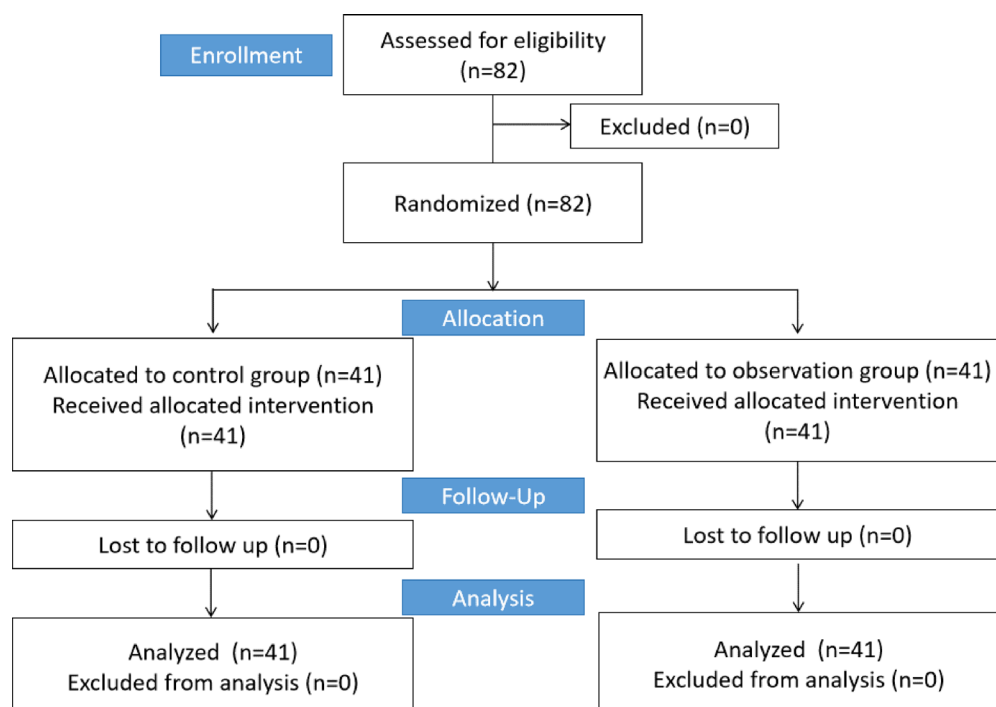 Enrollment
Assessed for eligibility
(n=82)
Excluded (n=0)
Randomized (n=82)
Allocation
Allocated to control group (n=41)
Received allocated intervention
(n=41)
Allocated to observation group (n=41)
Received allocated intervention
(n=41)
Follow-Up
Lost to follow up (n=0)
Lost to follow up (n=0)
Analysis
Analyzed (n=41)
Excluded from analysis (n=0)
Analyzed (n=41)
Excluded from analysis (n=0)